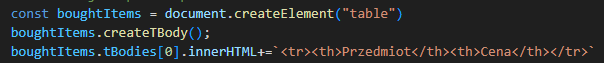 const boughtItems = document.createElement("table")
boughtItems.createTBody();
boughtItems.tBodies[0].innerHTML+=`<tr><th>Przedmiot</th><th>Cena</th></tr>`